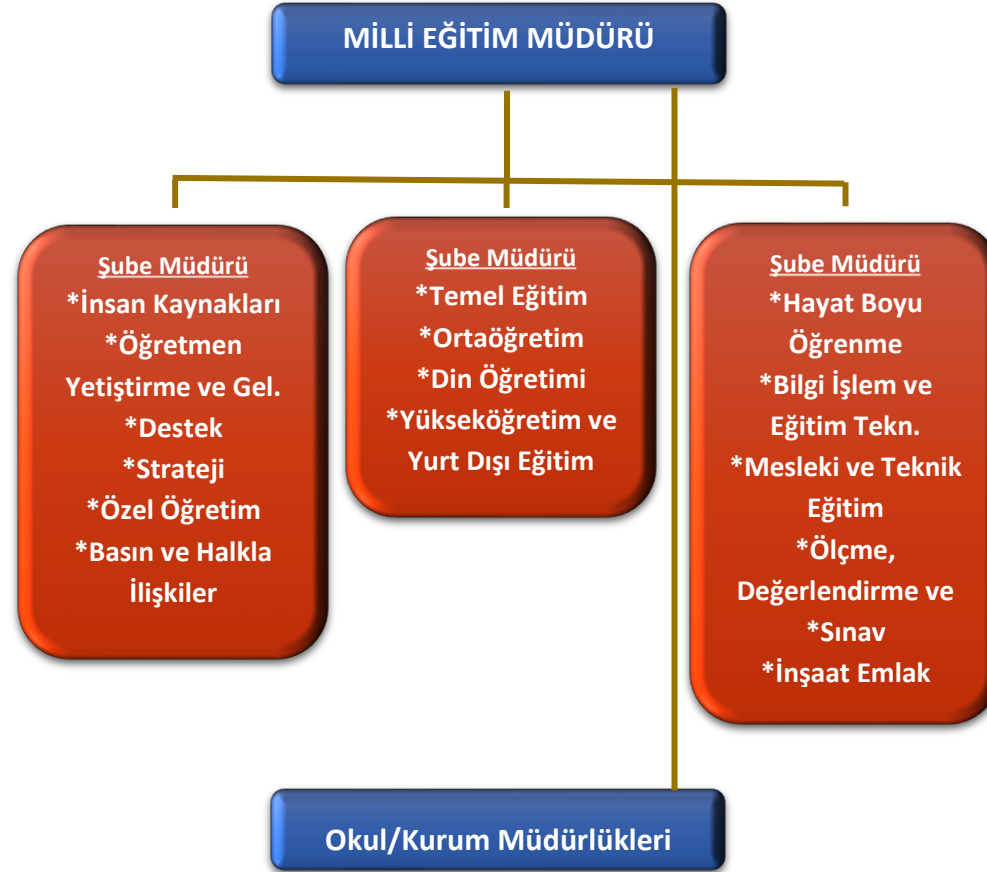 MİLLİ EĞİTİM MÜDÜRÜ
Şube Müdürü
*İnsan Kaynakları
*Öğretmen
Yetiştirme ve Gel.
*Destek
*Strateji
*Özel Öğretim
*Basın ve Halkla
İlişkiler
Şube Müdürü
*Temel Eğitim
*Ortaöğretim
*Din Öğretimi
*Yükseköğretim ve
Yurt Dışı Eğitim
Şube Müdürü
*Hayat Boyu
Öğrenme
*Bilgi İşlem ve
Eğitim Tekn.
*Mesleki ve Teknik
Eğitim
*Ölçme,
Değerlendirme ve
*Sınav
*İnşaat Emlak
Okul/Kurum Müdürlükleri